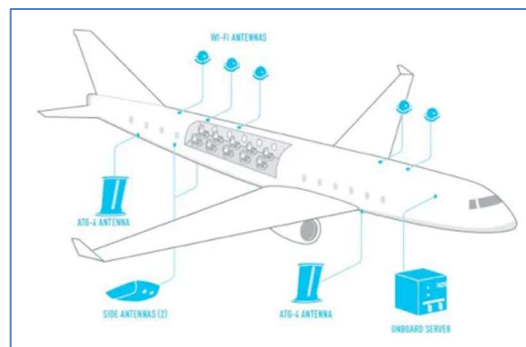 WI-FI ANTENNAS
ATG-4 ANTENNA
SIDE ANTENNAS (2)
ATG-4 ANTENNA
ONBOARD SERVER